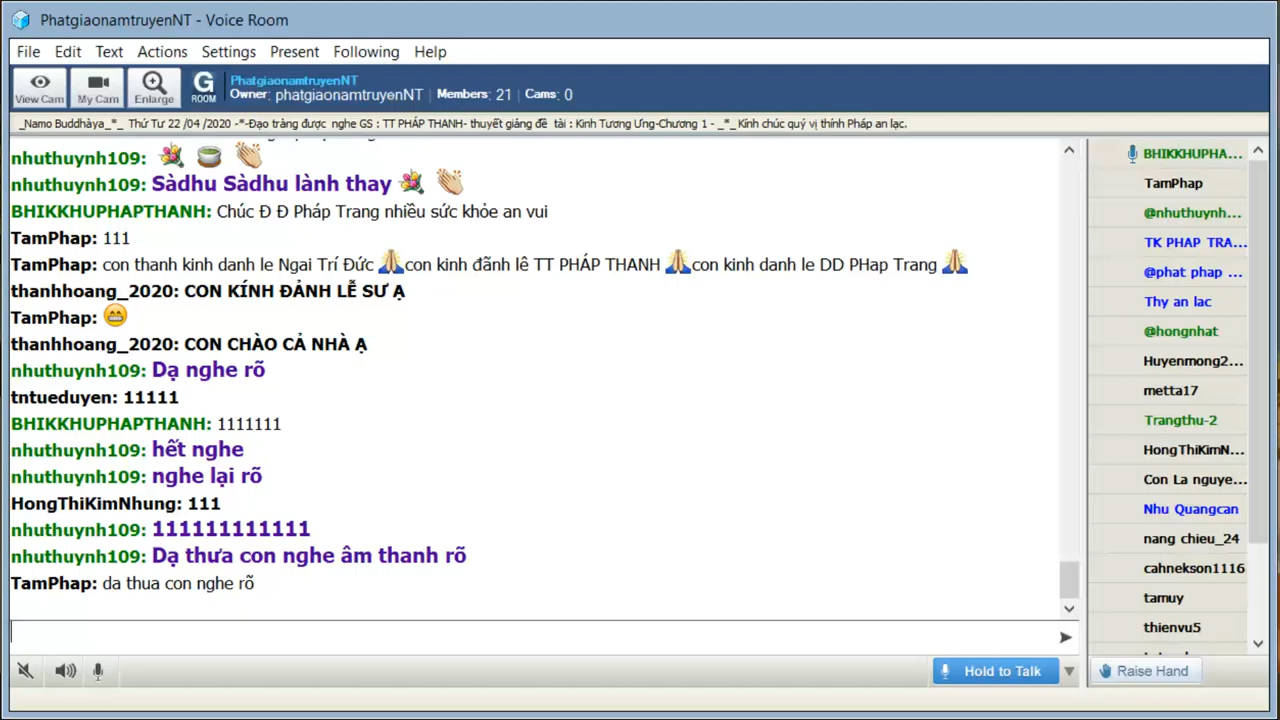 PhatgiaonamtruyenNT - Voice Room
File Edit Text Actions Settings Present Following Help
View Cam My Cam Enlarge G ROOM
PhatgiaonamtruyenNT
Owner: phatgiaonamtruyenNT | Members: 21 | Cams: 0
_Namo Buddhàya_*_ Thứ Tư 22 /04 /2020 -*-Đạo tràng được nghe GS : TT PHÁP THANH- thuyết giảng đề tài : Kinh Tương Ưng-Chương 1 - _*_ Kính chúc quý vị thính Pháp an lạc.
nhuthuynh109:
nhuthuynh109: Sàdhu Sàdhu lành thay
BHIKKHUPHAPTHANH: Chúc Đ Đ Pháp Trang nhiều sức khỏe an vui
TamPhap: 111
TamPhap: con thanh kinh danh le Ngai Trí Đức 🙏con kinh đãnh lê TT PHÁP THANH 🙏con kinh danh le DD PHap Trang 🙏
thanhhoang_2020: CON KÍNH ĐẢNH LỄ SƯ Ạ
TamPhap: 😁
thanhhoang_2020: CON CHÀO CẢ NHÀ Ạ
nhuthuynh109: Dạ nghe rõ
tntueduyen: 11111
BHIKKHUPHAPTHANH: 1111111
nhuthuynh109: hết nghe
nhuthuynh109: nghe lại rõ
HongThiKimNhung: 111
nhuthuynh109: 111111111111
nhuthuynh109: Dạ thưa con nghe âm thanh rõ
TamPhap: da thua con nghe rõ
Hold to Talk
BHIKKHUPHA...
TamPhap
@nhuthuynh...
TK PHAP TRA...
@phat phap ...
Thy an lac
@hongnhat
Huyenmong2...
metta17
Trangthu-2
HongThiKimN...
Con La nguye...
Nhu Quangcan
nang chieu_24
cahnekson1116
tamuy
thienvu5
Raise Hand